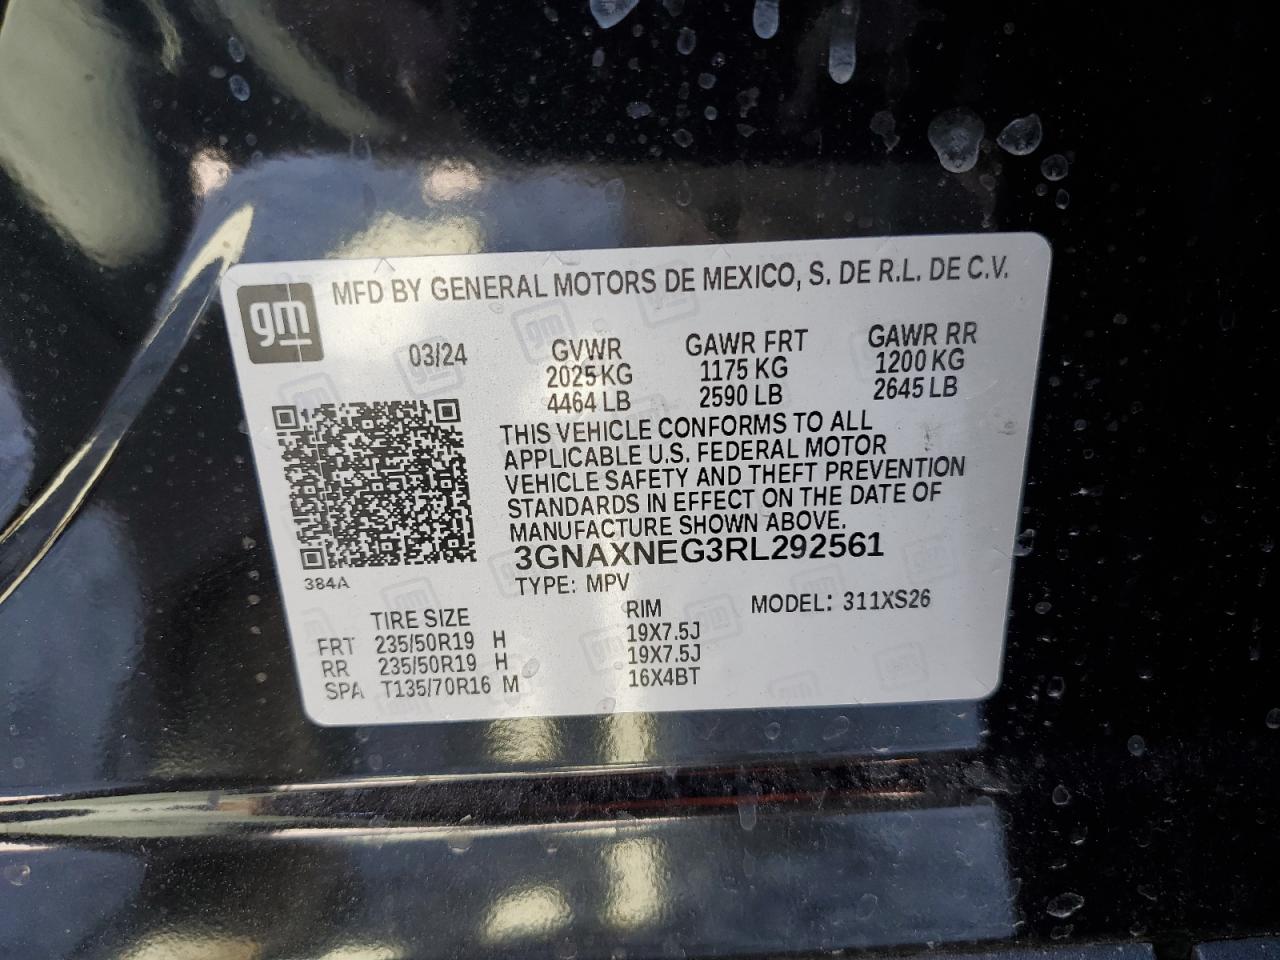 gm
MFD BY GENERAL MOTORS DE MEXICO, S. DE R.L. DE C.V.
03/24 GVWR GAWR FRT GAWR RR
2025 KG 1175 KG 1200 KG
4464 LB 2590 LB 2645 LB
THIS VEHICLE CONFORMS TO ALL
APPLICABLE U.S. FEDERAL MOTOR
VEHICLE SAFETY AND THEFT PREVENTION
STANDARDS IN EFFECT ON THE DATE OF
MANUFACTURE SHOWN ABOVE.
3GNAXNEG3RL292561
384A TYPE: MPV
TIRE SIZE RIM MODEL: 311XS26
FRT 235/50R19 H 19X7.5J
RR 235/50R19 H 19X7.5J
SPA T135/70R16 M 16X4BT